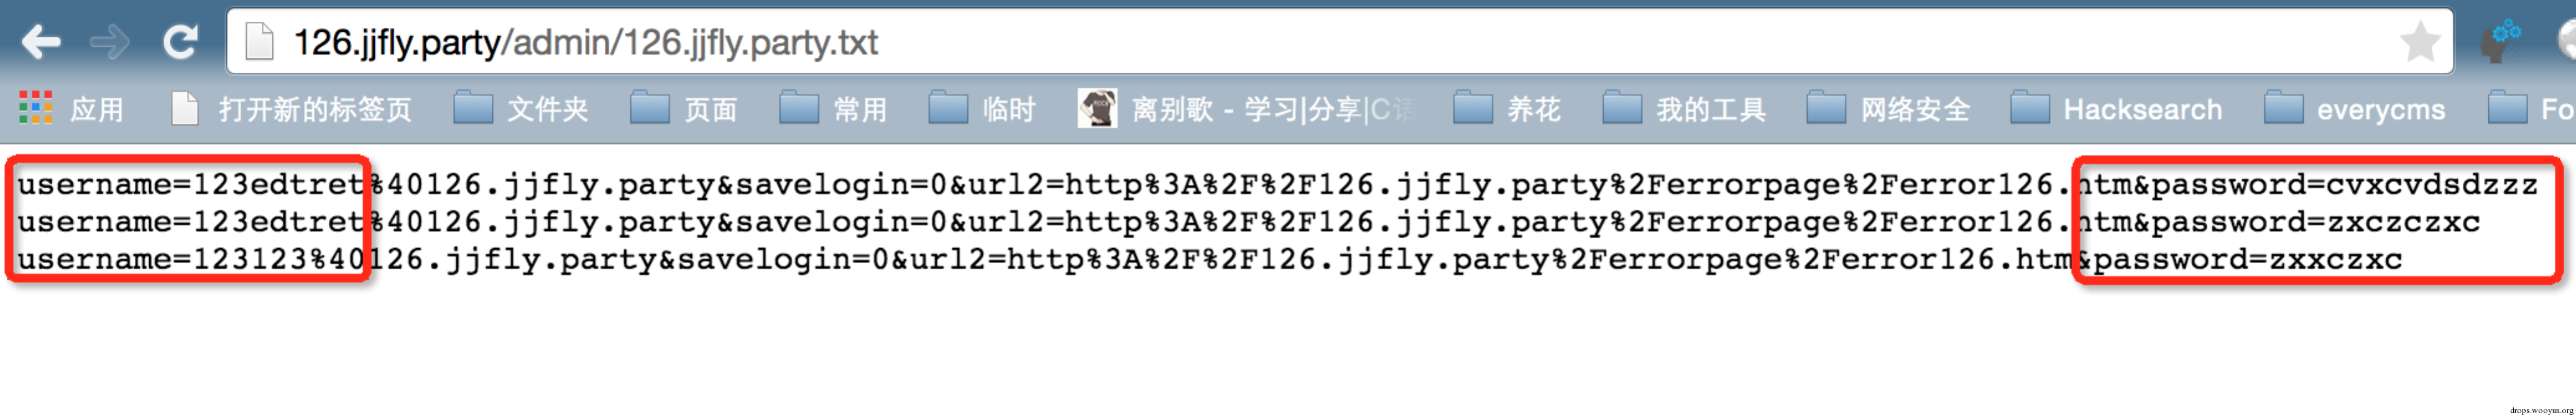 126.jjfly.party/admin/126.jjfly.party.txt
应用 打开新的标签页 文件夹 页面 常用 临时 离别歌 - 学习|分享|C语 养花 我的工具 网络安全 Hacksearch everycms Fo
username=123edtret%40126.jjfly.party&savelogin=0&url2=http%3A%2F%2F126.jjfly.party%2Ferrorpage%2Ferror126.htm&password=cvxcvdsdzzz
username=123edtret%40126.jjfly.party&savelogin=0&url2=http%3A%2F%2F126.jjfly.party%2Ferrorpage%2Ferror126.htm&password=zxczczxc
username=123123%40126.jjfly.party&savelogin=0&url2=http%3A%2F%2F126.jjfly.party%2Ferrorpage%2Ferror126.htm&password=zxxczxc
drops.wooyun.org